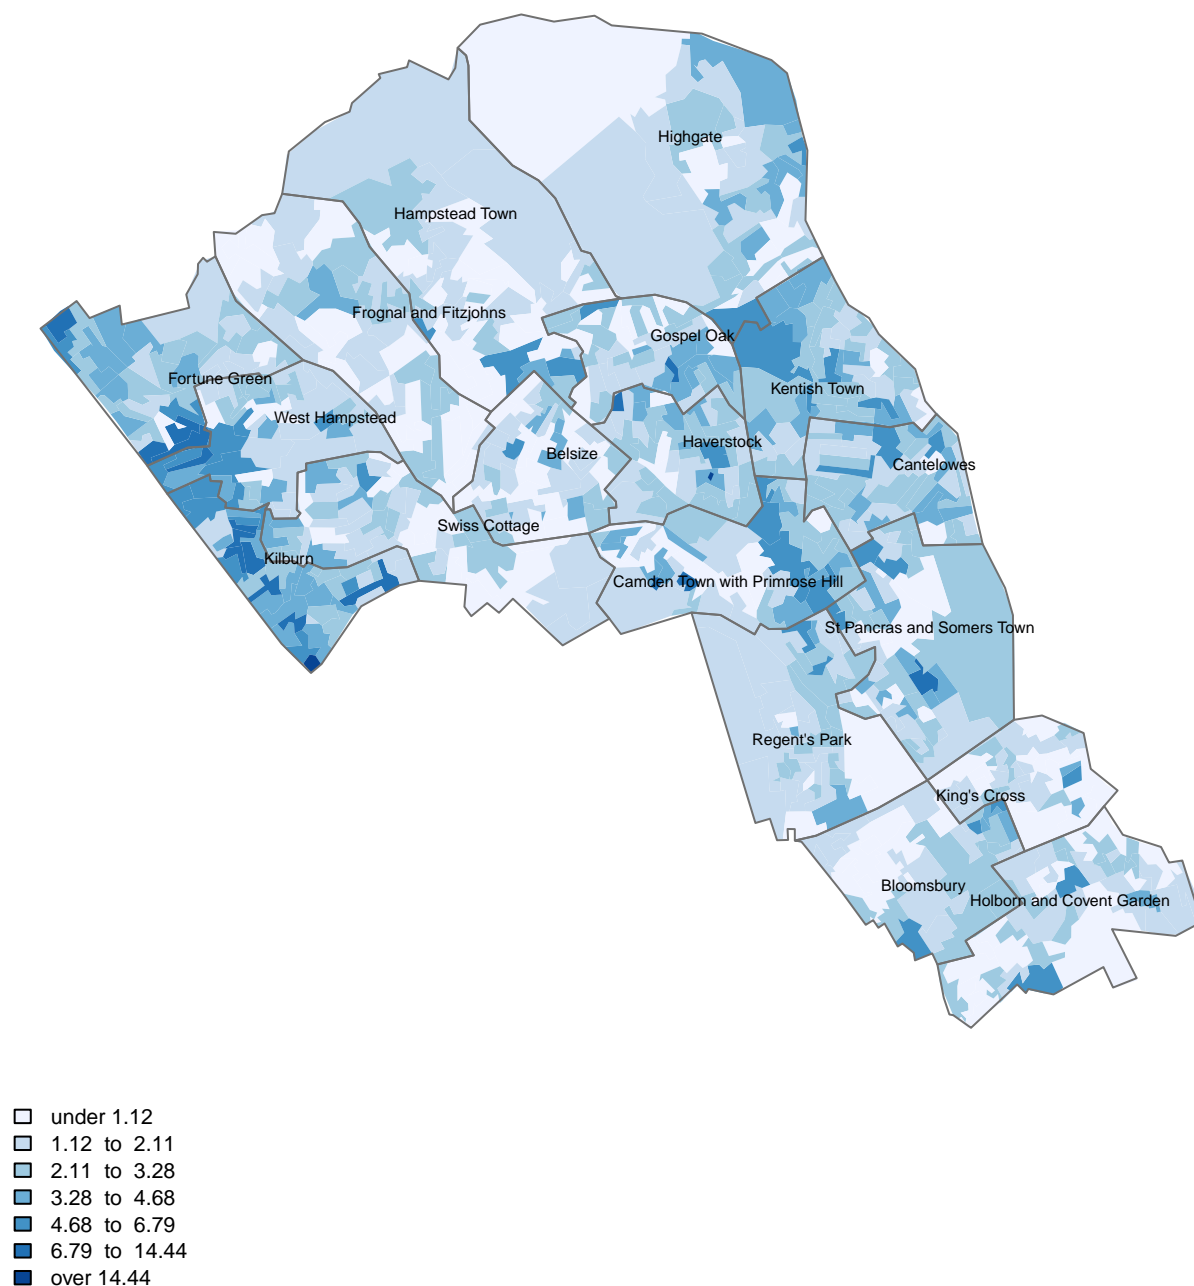 Highgate
Hampstead Town
Frognal and Fitzjohns
Gospel Oak
Fortune Green
Kentish Town
West Hampstead
Haverstock
Belsize
Cantelowes
Swiss Cottage
Kilburn
Camden Town with Primrose Hill
St Pancras and Somers Town
Regent's Park
King's Cross
Bloomsbury
Holborn and Covent Garden
under 1.12
1.12 to 2.11
2.11 to 3.28
3.28 to 4.68
4.68 to 6.79
6.79 to 14.44
over 14.44